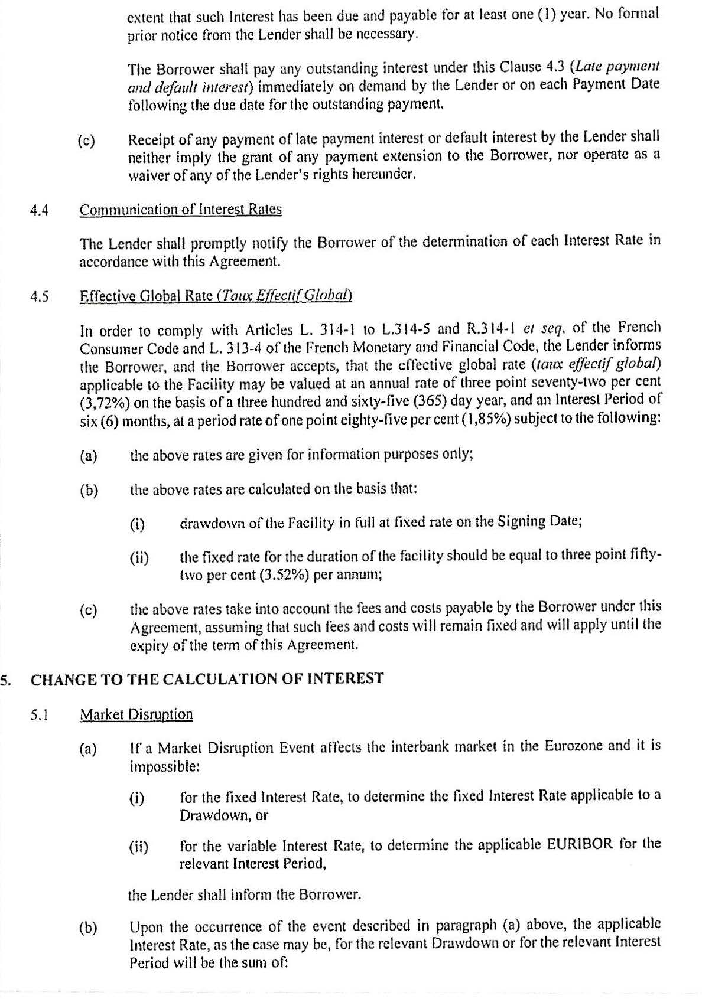 extent that such Interest has been due and payable for at least one (1) year. No formal
prior notice from the Lender shall be necessary.
The Borrower shall pay any outstanding interest under this Clause 4.3 (Late payment
and default interest) immediately on demand by the Lender or on each Payment Date
following the due date for the outstanding payment.
(c) Receipt of any payment of late payment interest or default interest by the Lender shall
neither imply the grant of any payment extension to the Borrower, nor operate as a
waiver of any of the Lender's rights hereunder.
4.4 Communication of Interest Rates
The Lender shall promptly notify the Borrower of the determination of each Interest Rate in
accordance with this Agreement.
4.5 Effective Global Rate (Taux Effectif Global)
In order to comply with Articles L. 314-1 to L.314-5 and R.314-1 et seq. of the French
Consumer Code and L. 313-4 of the French Monetary and Financial Code, the Lender informs
the Borrower, and the Borrower accepts, that the effective global rate (taux effectif global)
applicable to the Facility may be valued at an annual rate of three point seventy-two per cent
(3,72%) on the basis of a three hundred and sixty-five (365) day year, and an Interest Period of
six (6) months, at a period rate of one point eighty-five per cent (1,85%) subject to the following:
(a) the above rates are given for information purposes only;
(b) the above rates are calculated on the basis that:
(i) drawdown of the Facility in full at fixed rate on the Signing Date;
(ii) the fixed rate for the duration of the facility should be equal to three point fifty-
two per cent (3.52%) per annum;
(c) the above rates take into account the fees and costs payable by the Borrower under this
Agreement, assuming that such fees and costs will remain fixed and will apply until the
expiry of the term of this Agreement.
5. CHANGE TO THE CALCULATION OF INTEREST
5.1 Market Disruption
(a) If a Market Disruption Event affects the interbank market in the Eurozone and it is
impossible:
(i) for the fixed Interest Rate, to determine the fixed Interest Rate applicable to a
Drawdown, or
(ii) for the variable Interest Rate, to determine the applicable EURIBOR for the
relevant Interest Period,
the Lender shall inform the Borrower.
(b) Upon the occurrence of the event described in paragraph (a) above, the applicable
Interest Rate, as the case may be, for the relevant Drawdown or for the relevant Interest
Period will be the sum of: